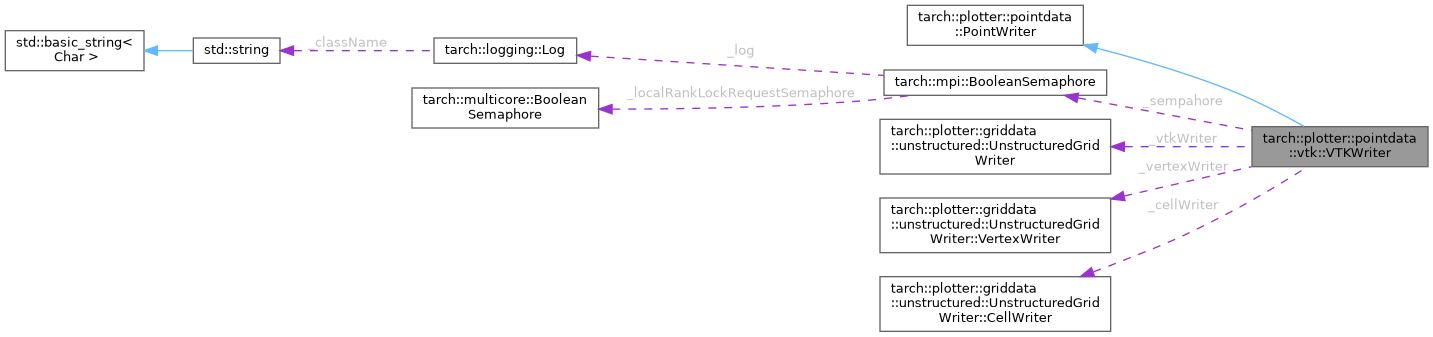 std::basic_string<
Char >
std::string
_className
tarch::logging::Log
_log
tarch::multicore::Boolean
Semaphore
_localRankLockRequestSemaphore
tarch::plotter::pointdata
::PointWriter
tarch::mpi::BooleanSemaphore
_sempahore
tarch::plotter::griddata
::unstructured::UnstructuredGrid
Writer
_vtkWriter
tarch::plotter::pointdata
::vtk::VTKWriter
_vertexWriter
tarch::plotter::griddata
::unstructured::UnstructuredGrid
Writer::VertexWriter
_cellWriter
tarch::plotter::griddata
::unstructured::UnstructuredGrid
Writer::CellWriter